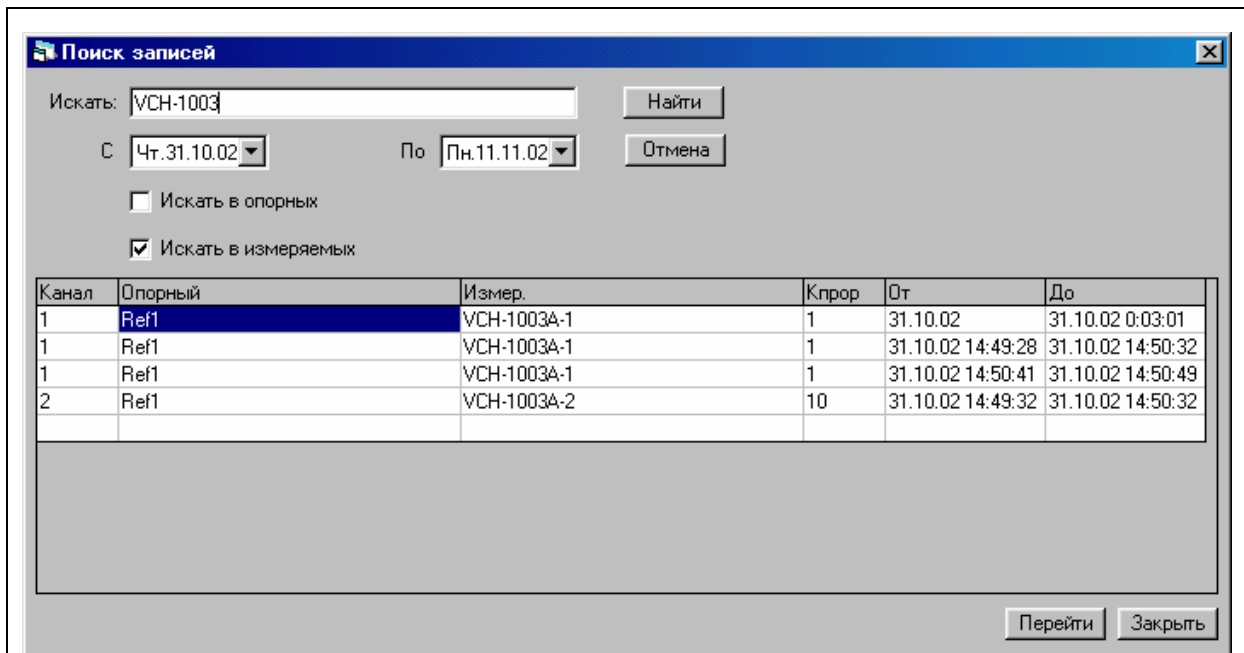 Поиск записей
Искать: VCH-1003 Найти
С Чт.31.10.02 По Пн.11.11.02 Отмена
Искать в опорных
Искать в измеряемых
Канал Опорный Измер. Кпрор От До
1 Ref1 VCH-1003A-1 1 31.10.02 31.10.02 0:03:01
1 Ref1 VCH-1003A-1 1 31.10.02 14:49:28 31.10.02 14:50:32
1 Ref1 VCH-1003A-1 1 31.10.02 14:50:41 31.10.02 14:50:49
2 Ref1 VCH-1003A-2 10 31.10.02 14:49:32 31.10.02 14:50:32
Перейти Закрыть